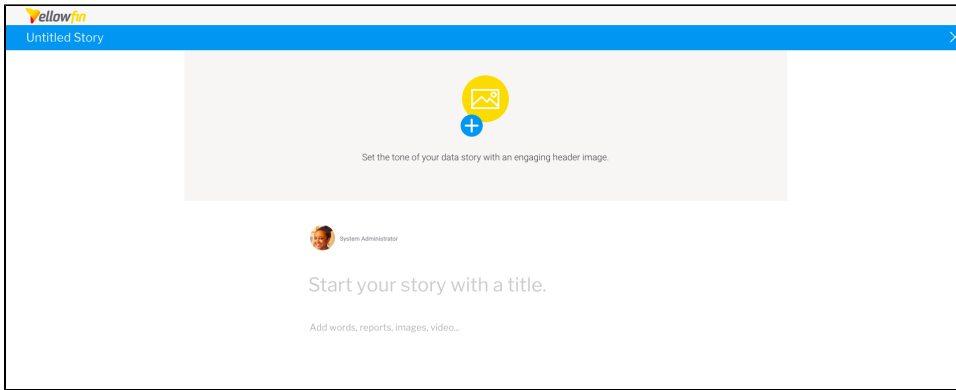 Yellowfin
Untitled Story
Set the tone of your data story with an engaging header image.
System Administrator
Start your story with a title.
Add words, reports, images, video...